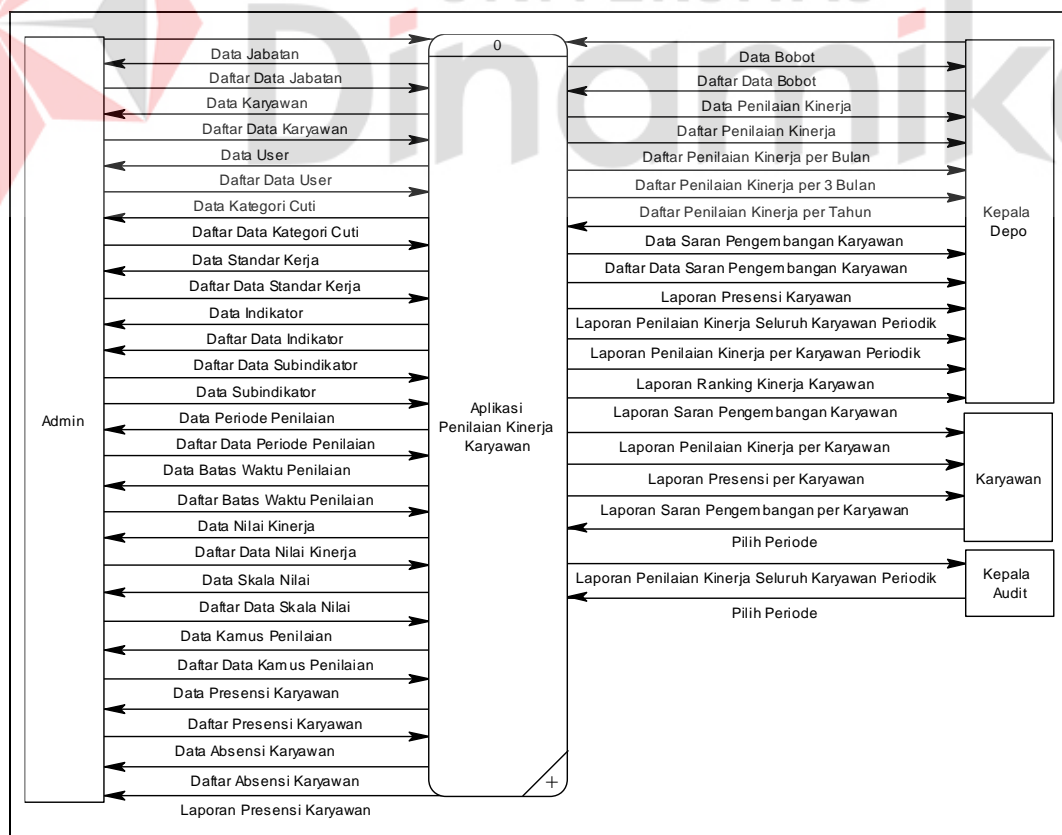 Dinamik
0
Admin
Data Jabatan
Daftar Data Jabatan
Data Karyawan
Daftar Data Karyawan
Data User
Daftar Data User
Data Kategori Cuti
Daftar Data Kategori Cuti
Data Standar Kerja
Daftar Data Standar Kerja
Data Indikator
Daftar Data Indikator
Daftar Data Subindikator
Data Subindikator
Data Periode Penilaian
Daftar Data Periode Penilaian
Data Batas Waktu Penilaian
Daftar Batas Waktu Penilaian
Data Nilai Kinerja
Daftar Data Nilai Kinerja
Data Skala Nilai
Daftar Data Skala Nilai
Data Kamus Penilaian
Daftar Data Kamus Penilaian
Data Presensi Karyawan
Daftar Presensi Karyawan
Data Absensi Karyawan
Daftar Absensi Karyawan
Laporan Presensi Karyawan
Aplikasi
Penilaian Kinerja
Karyawan
+
Data Bobot
Daftar Data Bobot
Data Penilaian Kinerja
Daftar Penilaian Kinerja
Daftar Penilaian Kinerja per Bulan
Daftar Penilaian Kinerja per 3 Bulan
Daftar Penilaian Kinerja per Tahun
Data Saran Pengembangan Karyawan
Daftar Data Saran Pengembangan Karyawan
Laporan Presensi Karyawan
Laporan Penilaian Kinerja Seluruh Karyawan Periodik
Laporan Penilaian Kinerja per Karyawan Periodik
Laporan Ranking Kinerja Karyawan
Laporan Saran Pengembangan Karyawan
Kepala
Depo
Laporan Penilaian Kinerja per Karyawan
Laporan Presensi per Karyawan
Laporan Saran Pengembangan per Karyawan
Pilih Periode
Karyawan
Laporan Penilaian Kinerja Seluruh Karyawan Periodik
Pilih Periode
Kepala
Audit